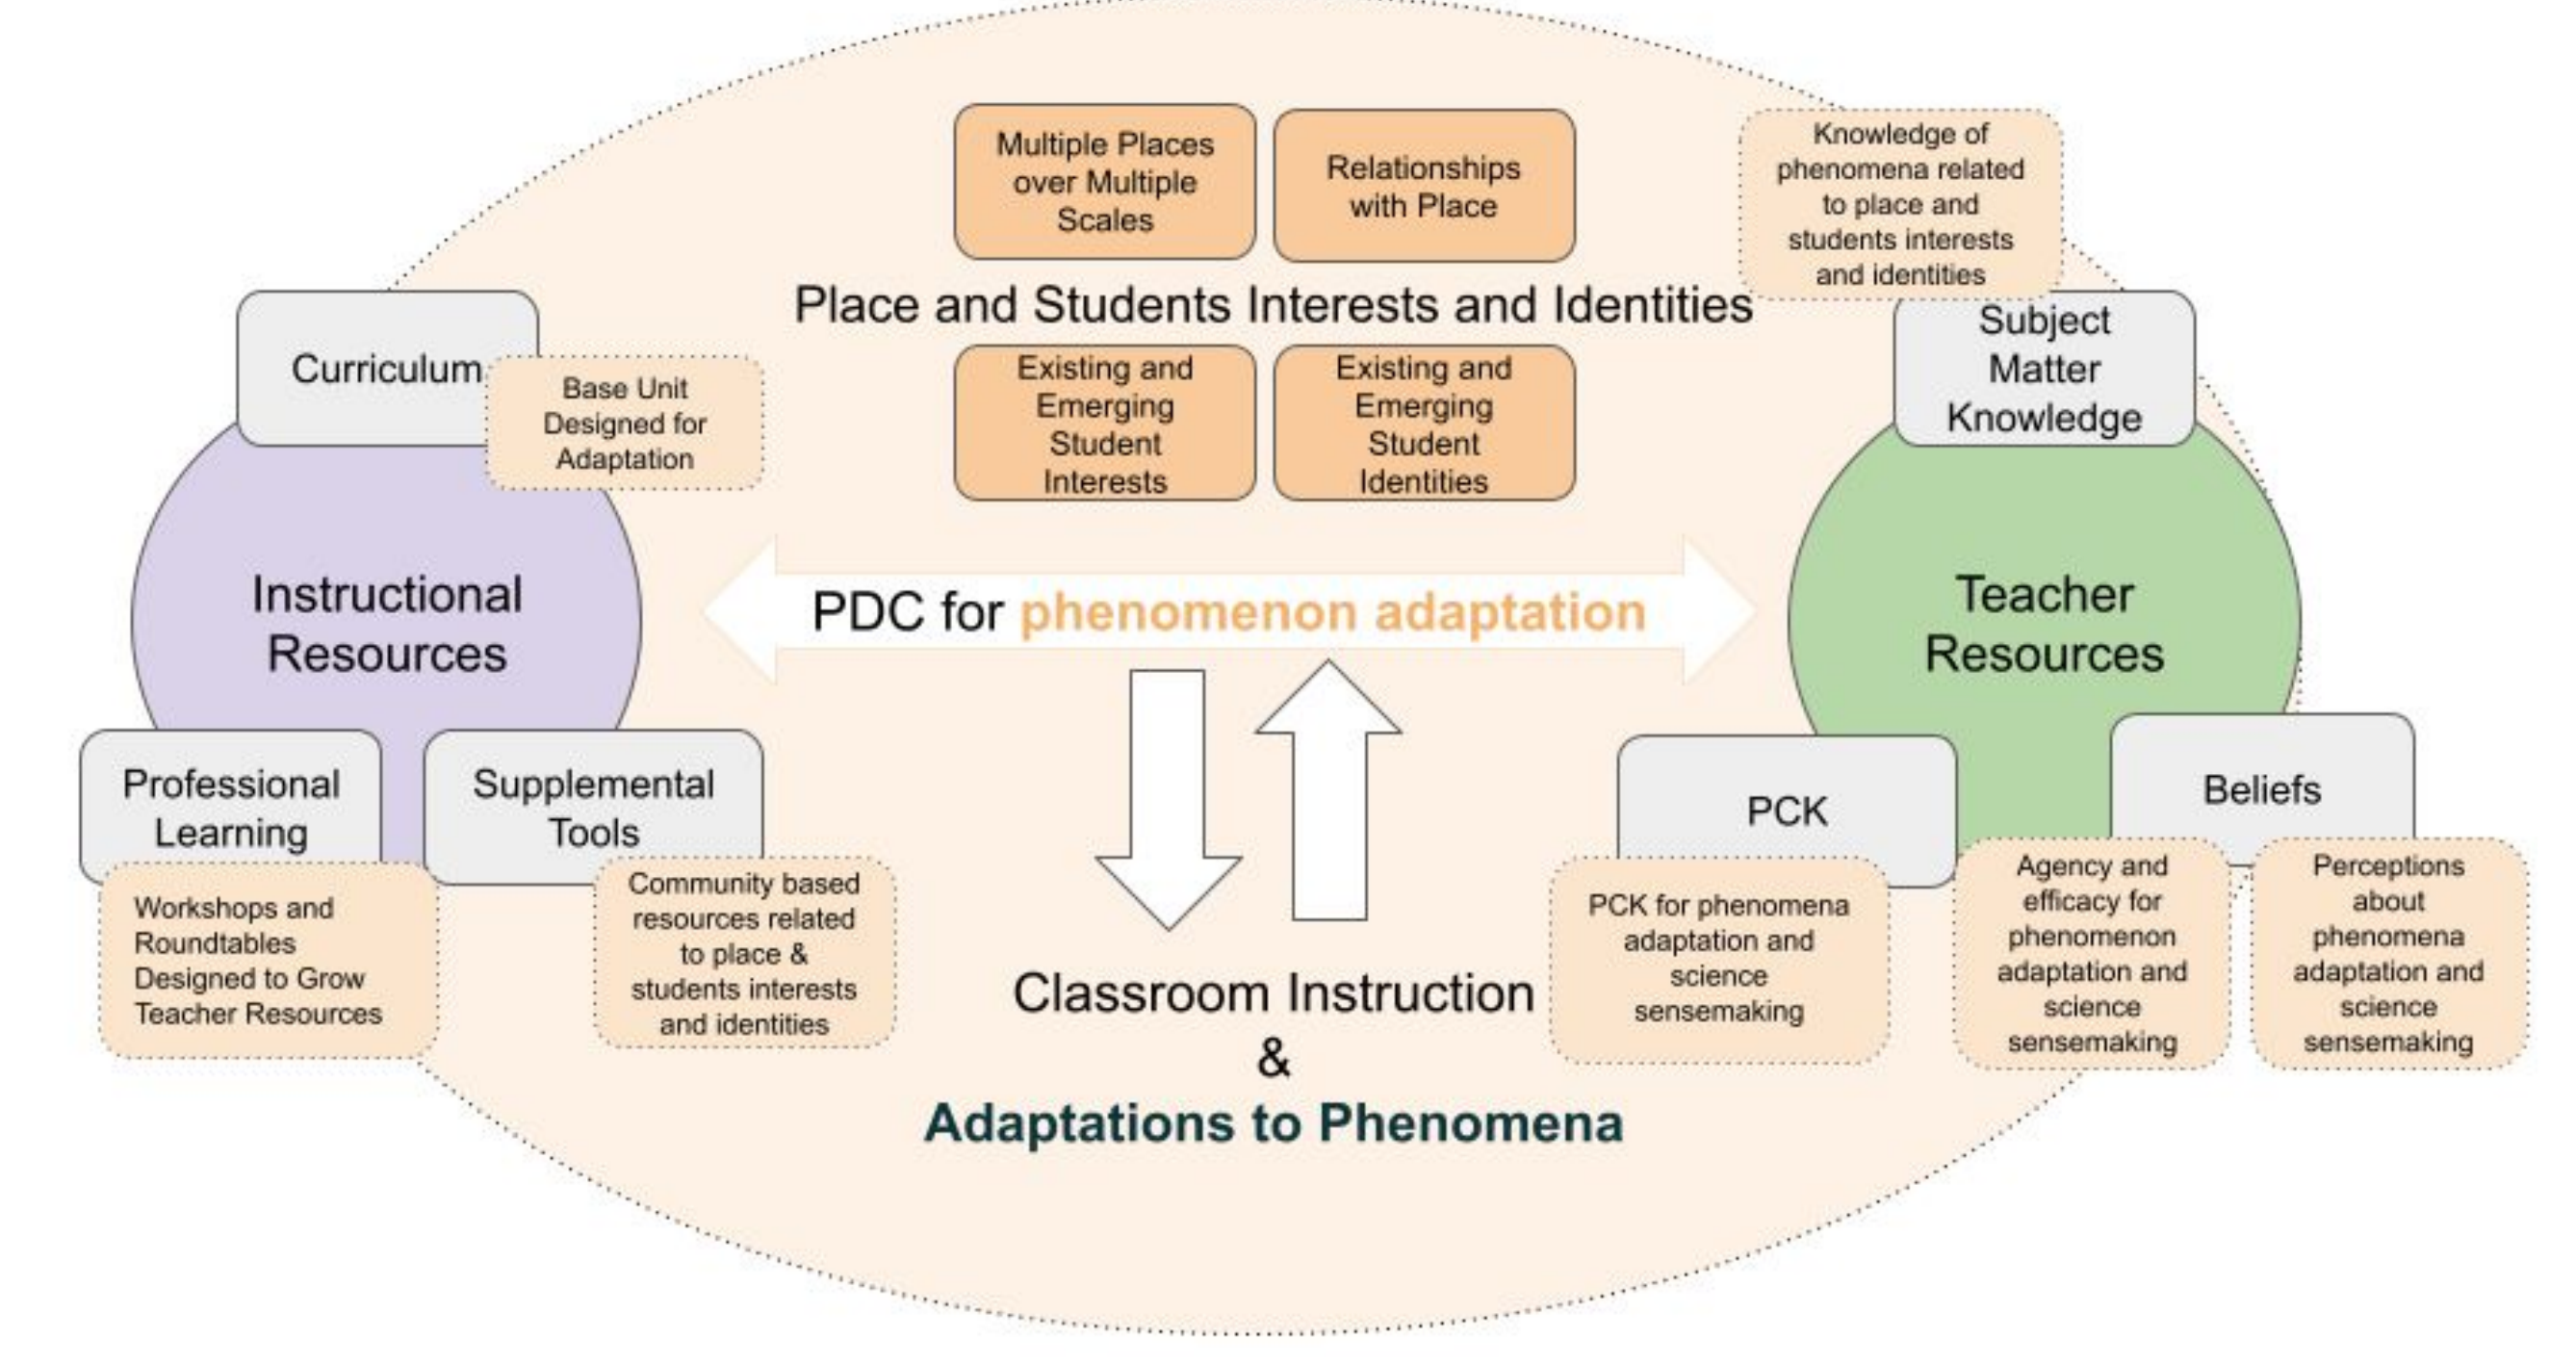 Multiple Places
over Multiple
Scales
Relationships
with Place
Knowledge of
phenomena related
to place and
students interests
and identities
Place and Students Interests and Identities
Existing and
Emerging
Student
Interests
Existing and
Emerging
Student
Identities
Curriculum
Base Unit
Designed for
Adaptation
Subject
Matter
Knowledge
Instructional
Resources
PDC for phenomenon adaptation
Teacher
Resources
Professional
Learning
Supplemental
Tools
PCK
Beliefs
Workshops and
Roundtables
Designed to Grow
Teacher Resources
Community based
resources related
to place &
students interests
and identities
Classroom Instruction
&
Adaptations to Phenomena
PCK for phenomena
adaptation and
science
sensemaking
Agency and
efficacy for
phenomenon
adaptation and
science
sensemaking
Perceptions
about
phenomena
adaptation and
science
sensemaking